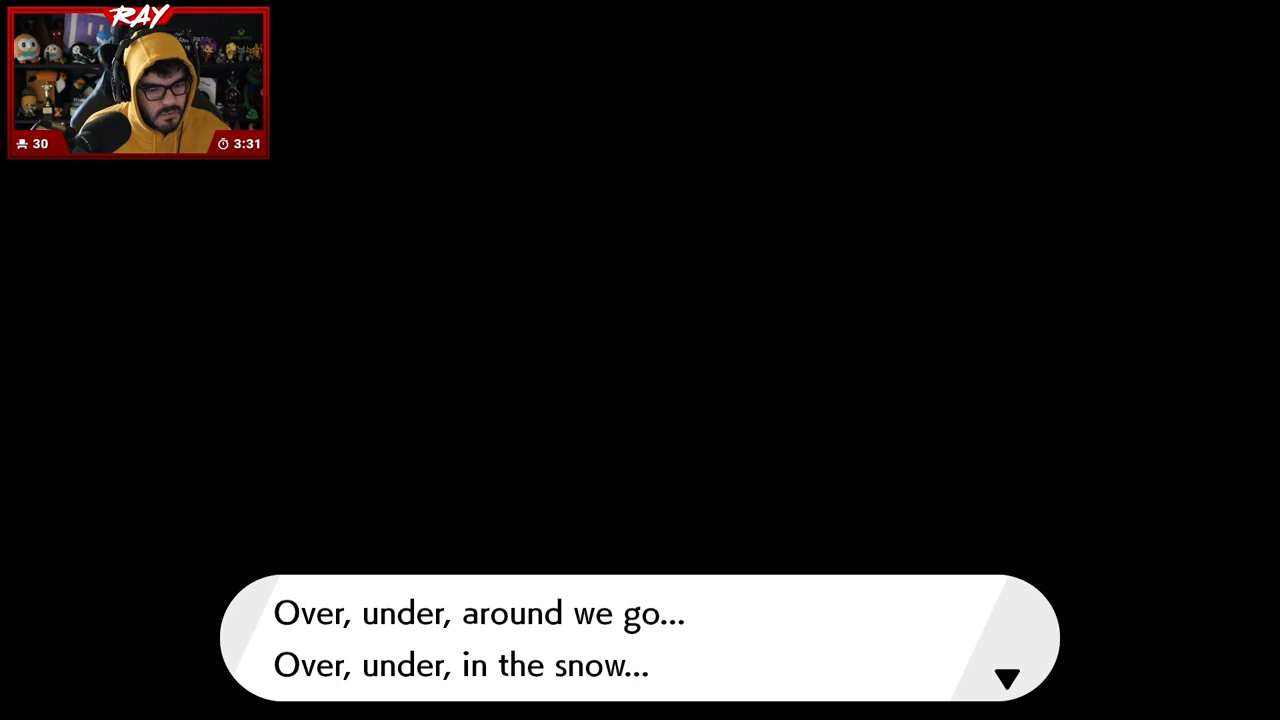 RAY
30
3:31
Over, under, around we go...
Over, under, in the snow...